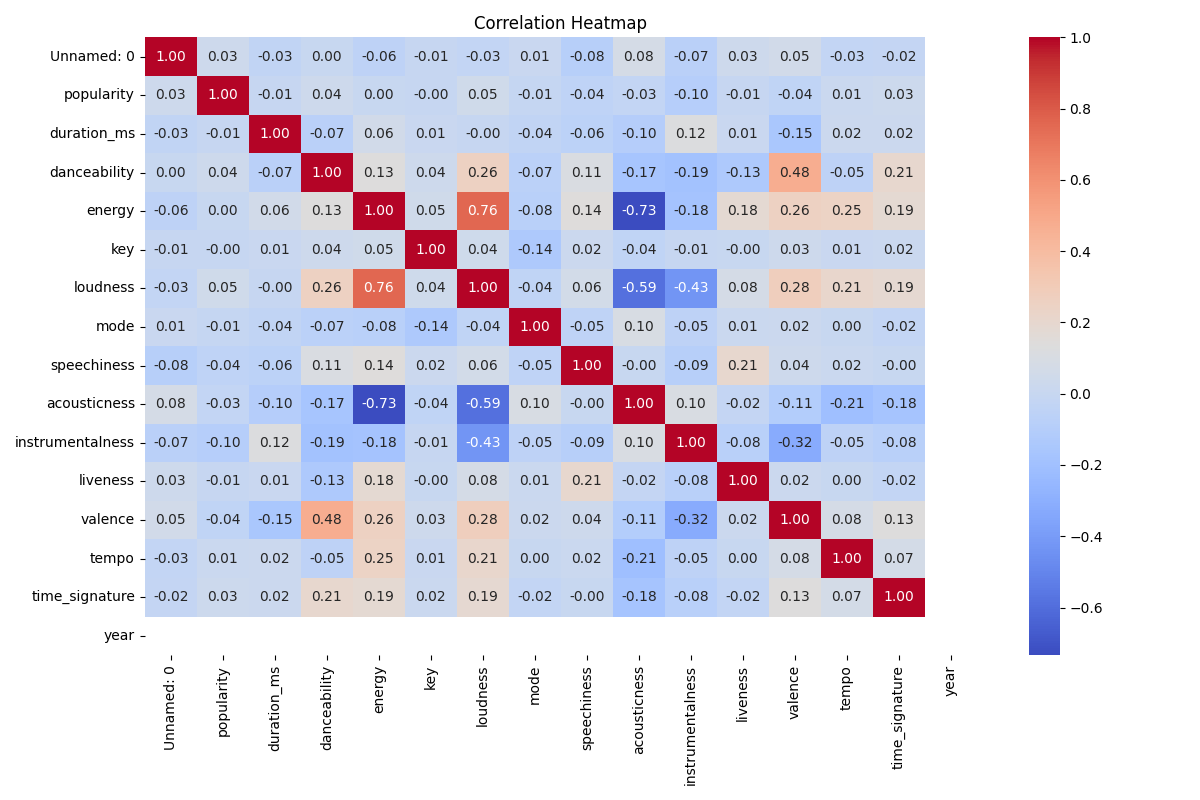 Correlation Heatmap
Unnamed: 0 1.00 0.03 -0.03 0.00 -0.06 -0.01 -0.03 0.01 -0.08 0.08 -0.07 0.03 0.05 -0.03 -0.02
popularity 0.03 1.00 -0.01 0.04 0.00 -0.00 0.05 -0.01 -0.04 -0.03 -0.10 -0.01 -0.04 0.01 0.03
duration_ms -0.03 -0.01 1.00 -0.07 0.06 0.01 -0.00 -0.04 -0.06 -0.10 0.12 0.01 -0.15 0.02 0.02
danceability 0.00 0.04 -0.07 1.00 0.13 0.04 0.26 -0.07 0.11 -0.17 -0.19 -0.13 0.48 -0.05 0.21
energy -0.06 0.00 0.06 0.13 1.00 0.05 0.76 -0.08 0.14 -0.73 -0.18 0.18 0.26 0.25 0.19
key -0.01 -0.00 0.01 0.04 0.05 1.00 0.04 -0.14 0.02 -0.04 -0.01 -0.00 0.03 0.01 0.02
loudness -0.03 0.05 -0.00 0.26 0.76 0.04 1.00 -0.04 0.06 -0.59 -0.43 0.08 0.28 0.21 0.19
mode 0.01 -0.01 -0.04 -0.07 -0.08 -0.14 -0.04 1.00 -0.05 0.10 -0.05 0.01 0.02 0.00 -0.02
speechiness -0.08 -0.04 -0.06 0.11 0.14 0.02 0.06 -0.05 1.00 -0.00 -0.09 0.21 0.04 0.02 -0.00
acousticness 0.08 -0.03 -0.10 -0.17 -0.73 -0.04 -0.59 0.10 -0.00 1.00 0.10 -0.02 -0.11 -0.21 -0.18
instrumentalness -0.07 -0.10 0.12 -0.19 -0.18 -0.01 -0.43 -0.05 -0.09 0.10 1.00 -0.08 -0.32 -0.05 -0.08
liveness 0.03 -0.01 0.01 -0.13 0.18 -0.00 0.08 0.01 0.21 -0.02 -0.08 1.00 0.02 0.00 -0.02
valence 0.05 -0.04 -0.15 0.48 0.26 0.03 0.28 0.02 0.04 -0.11 -0.32 0.02 1.00 0.08 0.13
tempo -0.03 0.01 0.02 -0.05 0.25 0.01 0.21 0.00 0.02 -0.21 -0.05 0.00 0.08 1.00 0.07
time_signature -0.02 0.03 0.02 0.21 0.19 0.02 0.19 -0.02 -0.00 -0.18 -0.08 -0.02 0.13 0.07 1.00
year
Unnamed: 0
popularity
duration_ms
danceability
energy
key
loudness
mode
speechiness
acousticness
instrumentalness
liveness
valence
tempo
time_signature
year
1.0
0.8
0.6
0.4
0.2
0.0
−0.2
−0.4
−0.6